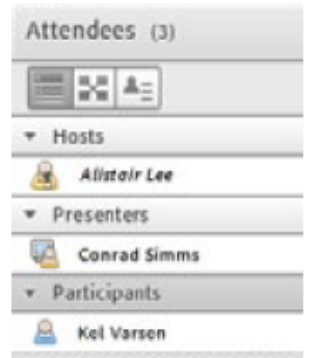 Attendees (3)
Hosts
Alistair Lee
Presenters
Conrad Simms
Participants
Kel Varsen